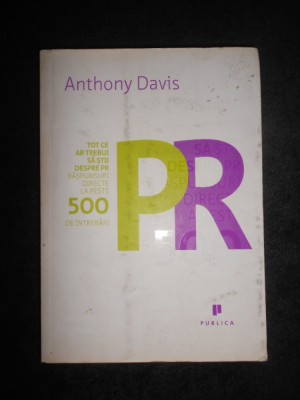 Anthony Davis
TOT CE
AR TREBUI
SĂ ȘTII
DESPRE PR
RĂSPUNSURI
DIRECTE
LA PESTE
500
DE ÎNTREBĂRI
PR
PUBLICA